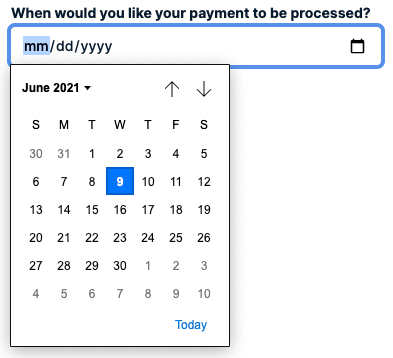 When would you like your payment to be processed?
mm/dd/yyyy
June 2021
S M T W T F S
30 31 1 2 3 4 5
6 7 8 9 10 11 12
13 14 15 16 17 18 19
20 21 22 23 24 25 26
27 28 29 30 1 2 3
4 5 6 7 8 9 10
Today